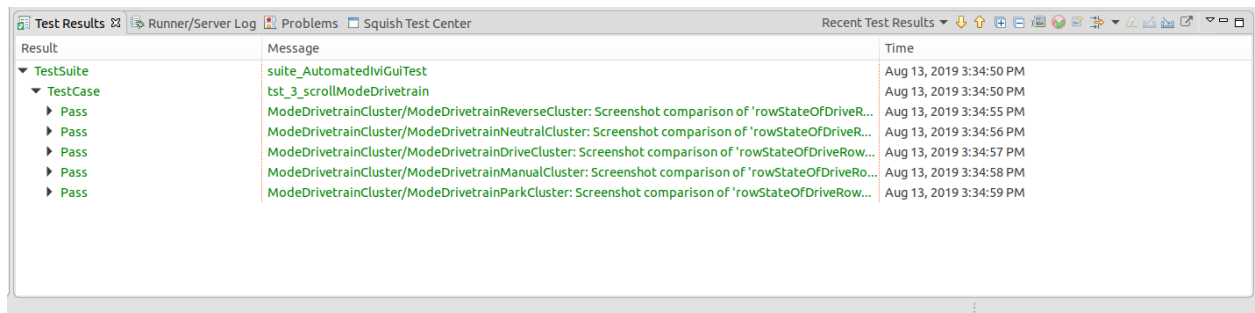 Test Results Runner/Server Log Problems Squish Test Center Recent Test Results
Result Message Time
TestSuite suite_AutomatedIviGuiTest Aug 13, 2019 3:34:50 PM
TestCase tst_3_scrollModeDrivetrain Aug 13, 2019 3:34:50 PM
Pass ModeDrivetrainCluster/ModeDrivetrainReverseCluster: Screenshot comparison of 'rowStateOfDriveR... Aug 13, 2019 3:34:55 PM
Pass ModeDrivetrainCluster/ModeDrivetrainNeutralCluster: Screenshot comparison of 'rowStateOfDriveR... Aug 13, 2019 3:34:56 PM
Pass ModeDrivetrainCluster/ModeDrivetrainDriveCluster: Screenshot comparison of 'rowStateOfDriveRow... Aug 13, 2019 3:34:57 PM
Pass ModeDrivetrainCluster/ModeDrivetrainManualCluster: Screenshot comparison of 'rowStateOfDriveRo... Aug 13, 2019 3:34:58 PM
Pass ModeDrivetrainCluster/ModeDrivetrainParkCluster: Screenshot comparison of 'rowStateOfDriveRow... Aug 13, 2019 3:34:59 PM